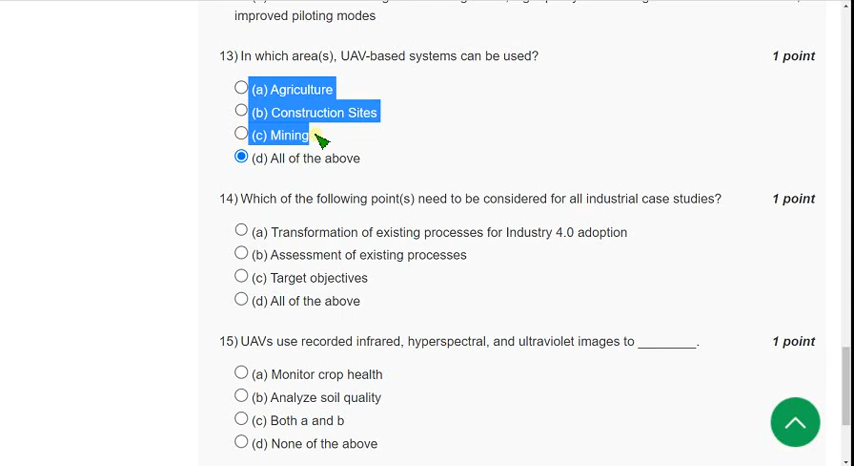 improved piloting modes
13) In which area(s), UAV-based systems can be used? 1 point
(a) Agriculture
(b) Construction Sites
(c) Mining
(d) All of the above
14) Which of the following point(s) need to be considered for all industrial case studies? 1 point
(a) Transformation of existing processes for Industry 4.0 adoption
(b) Assessment of existing processes
(c) Target objectives
(d) All of the above
15) UAVs use recorded infrared, hyperspectral, and ultraviolet images to ________. 1 point
(a) Monitor crop health
(b) Analyze soil quality
(c) Both a and b
(d) None of the above